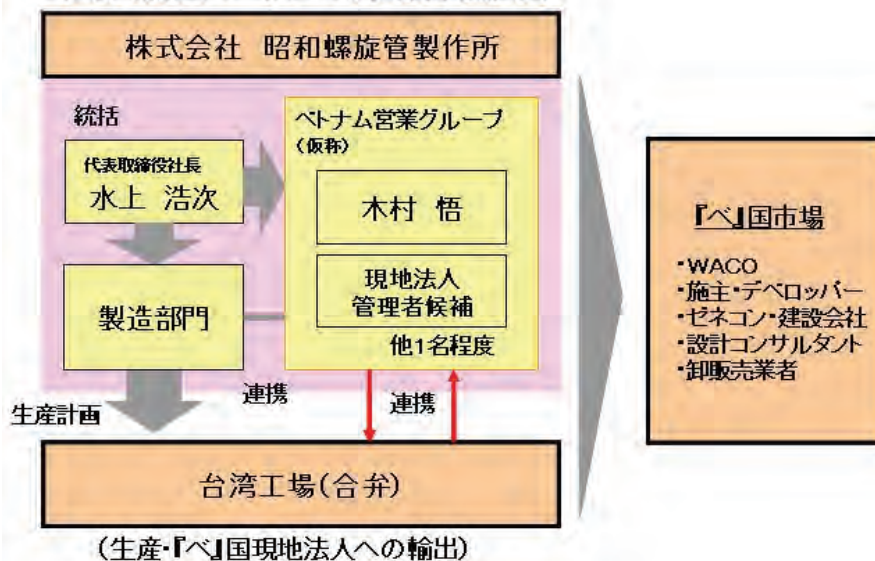 株式会社 昭和螺旋管製作所
統括
代表取締役社長
水上 浩次
製造部門
ベトナム営業グループ
(仮称)
木村 悟
現地法人
管理者候補
他1名程度
連携
連携
生産計画
台湾工場(合弁)
(生産・『べ』国現地法人への輸出)
『べ』国市場
・WACO
・施主・デベロッパー
・ゼネコン・建設会社
・設計コンサルタント
・卸販売業者